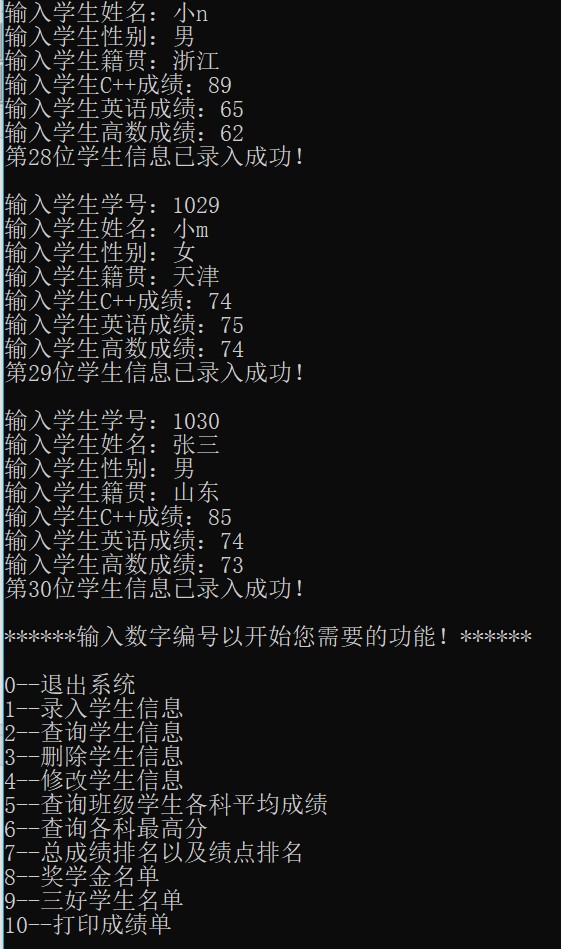 输入学生姓名：小n
输入学生性别：男
输入学生籍贯：浙江
输入学生C++成绩：89
输入学生英语成绩：65
输入学生高数成绩：62
第28位学生信息已录入成功！
输入学生学号：1029
输入学生姓名：小m
输入学生性别：女
输入学生籍贯：天津
输入学生C++成绩：74
输入学生英语成绩：75
输入学生高数成绩：74
第29位学生信息已录入成功！
输入学生学号：1030
输入学生姓名：张三
输入学生性别：男
输入学生籍贯：山东
输入学生C++成绩：85
输入学生英语成绩：74
输入学生高数成绩：73
第30位学生信息已录入成功！
******输入数字编号以开始您需要的功能！******
0--退出系统
1--录入学生信息
2--查询学生信息
3--删除学生信息
4--修改学生信息
5--查询班级学生各科平均成绩
6--查询各科最高分
7--总成绩排名以及绩点排名
8--奖学金名单
9--三好学生名单
10--打印成绩单